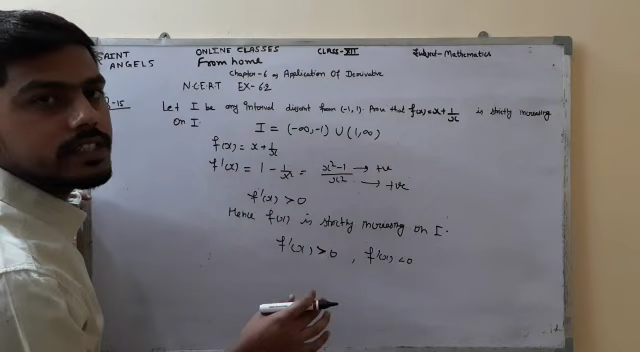 SAINT ANGELS
ONLINE CLASSES From home
CLASS-XII
Subject-Mathematics
Chapter-6 Application Of Derivative
NCERT EX-6.2
-15 Let I be any interval disjoint from (-1, 1). Prove that f(x)=x+1/x is strictly increasing
On I.
I = (-∞,-1) ∪ (1,∞)
f(x) = x + 1/x
f'(x) = 1 - 1/x² = x²-1/x² → +ve → +ve
f'(x) > 0
Hence f(x) is strictly increasing on I.
f'(x) > 0 , f'(x) < 0